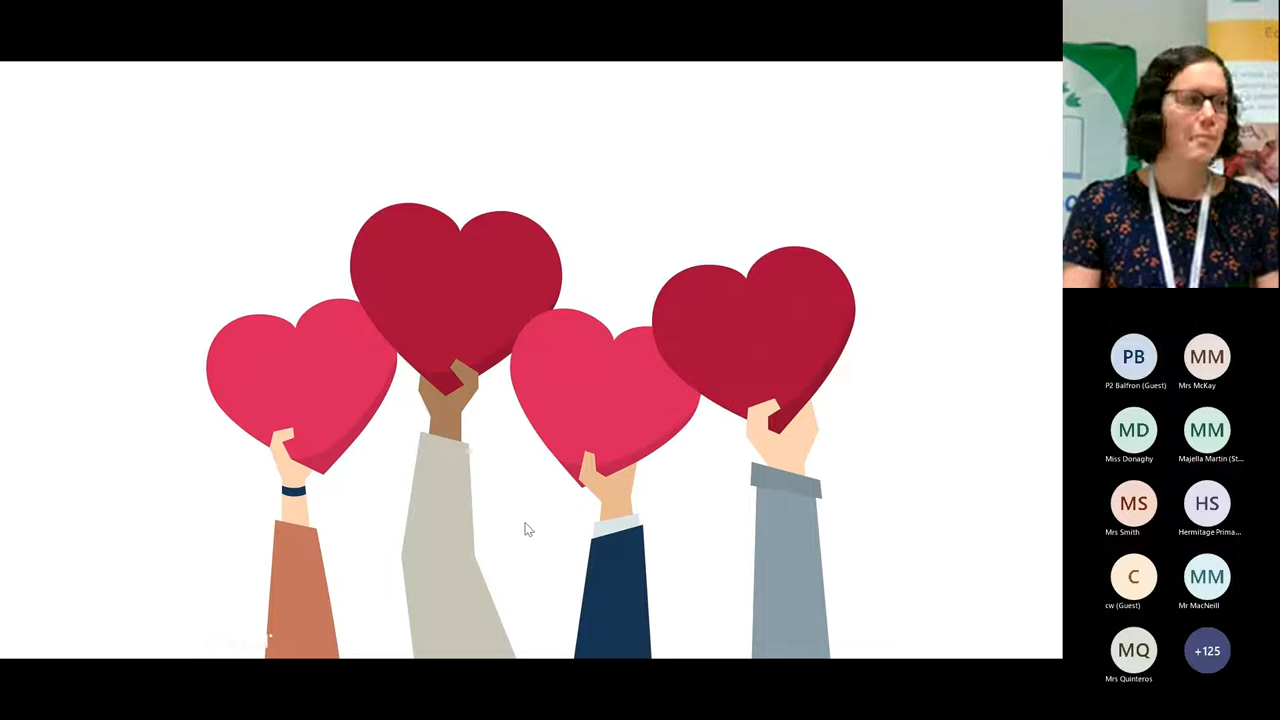 PB
MM
P2 Balfron (Guest)
Mrs McKay
MD
MM
Miss Donaghy
Majella Martin (St...
MS
HS
Mrs Smith
Hermitage Prima...
C
MM
cw (Guest)
Mr MacNeill
MQ
+125
Mrs Quinteros